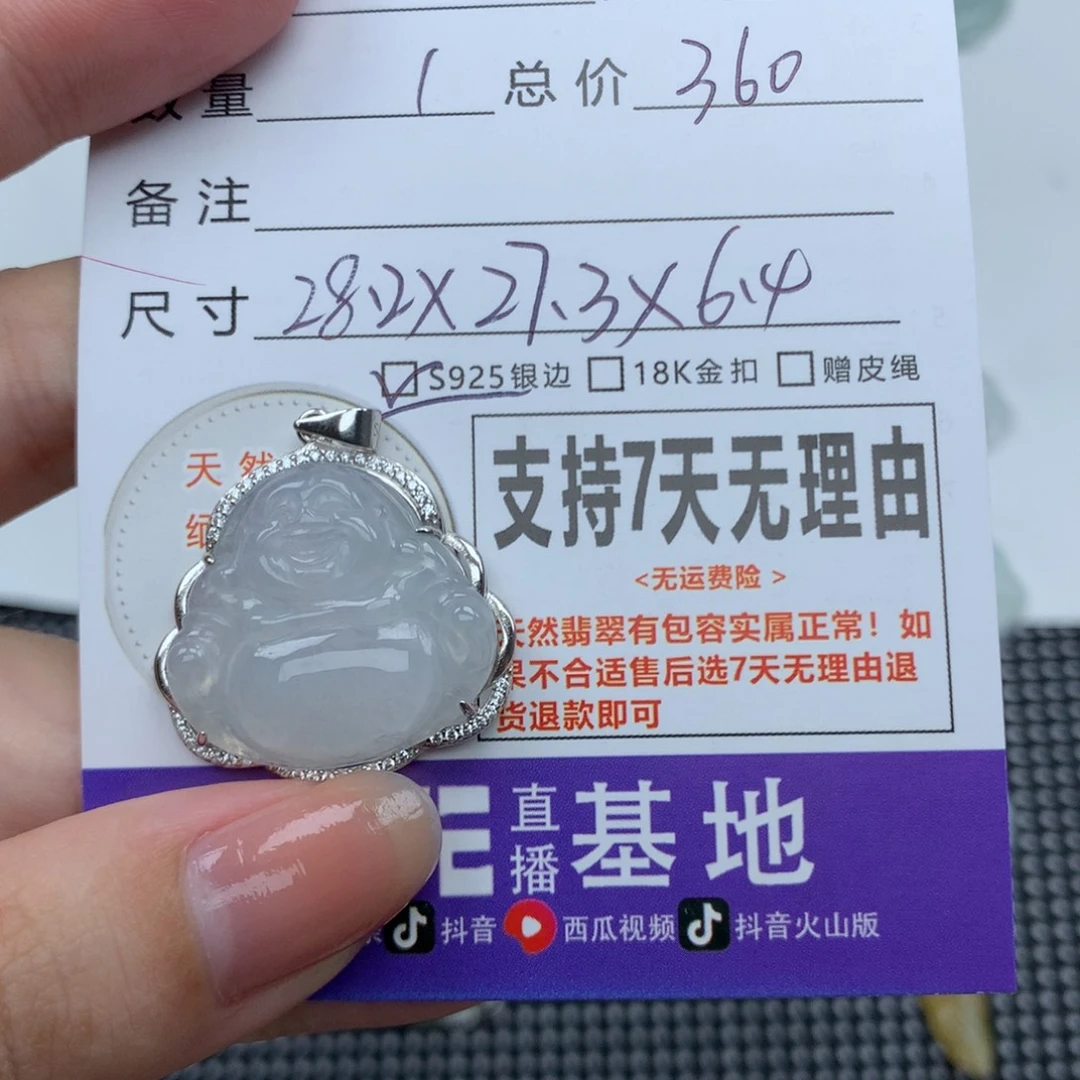 数量 1 总价 360
备注
尺寸 28.2X27.3X6.4
S925银边 18K金扣 赠皮绳
天然
支持7天无理由
<无运费险 >
天然翡翠有包容实属正常！如
果不合适售后选7天无理由退
货退款即可
直播基地
抖音 西瓜视频 抖音火山版